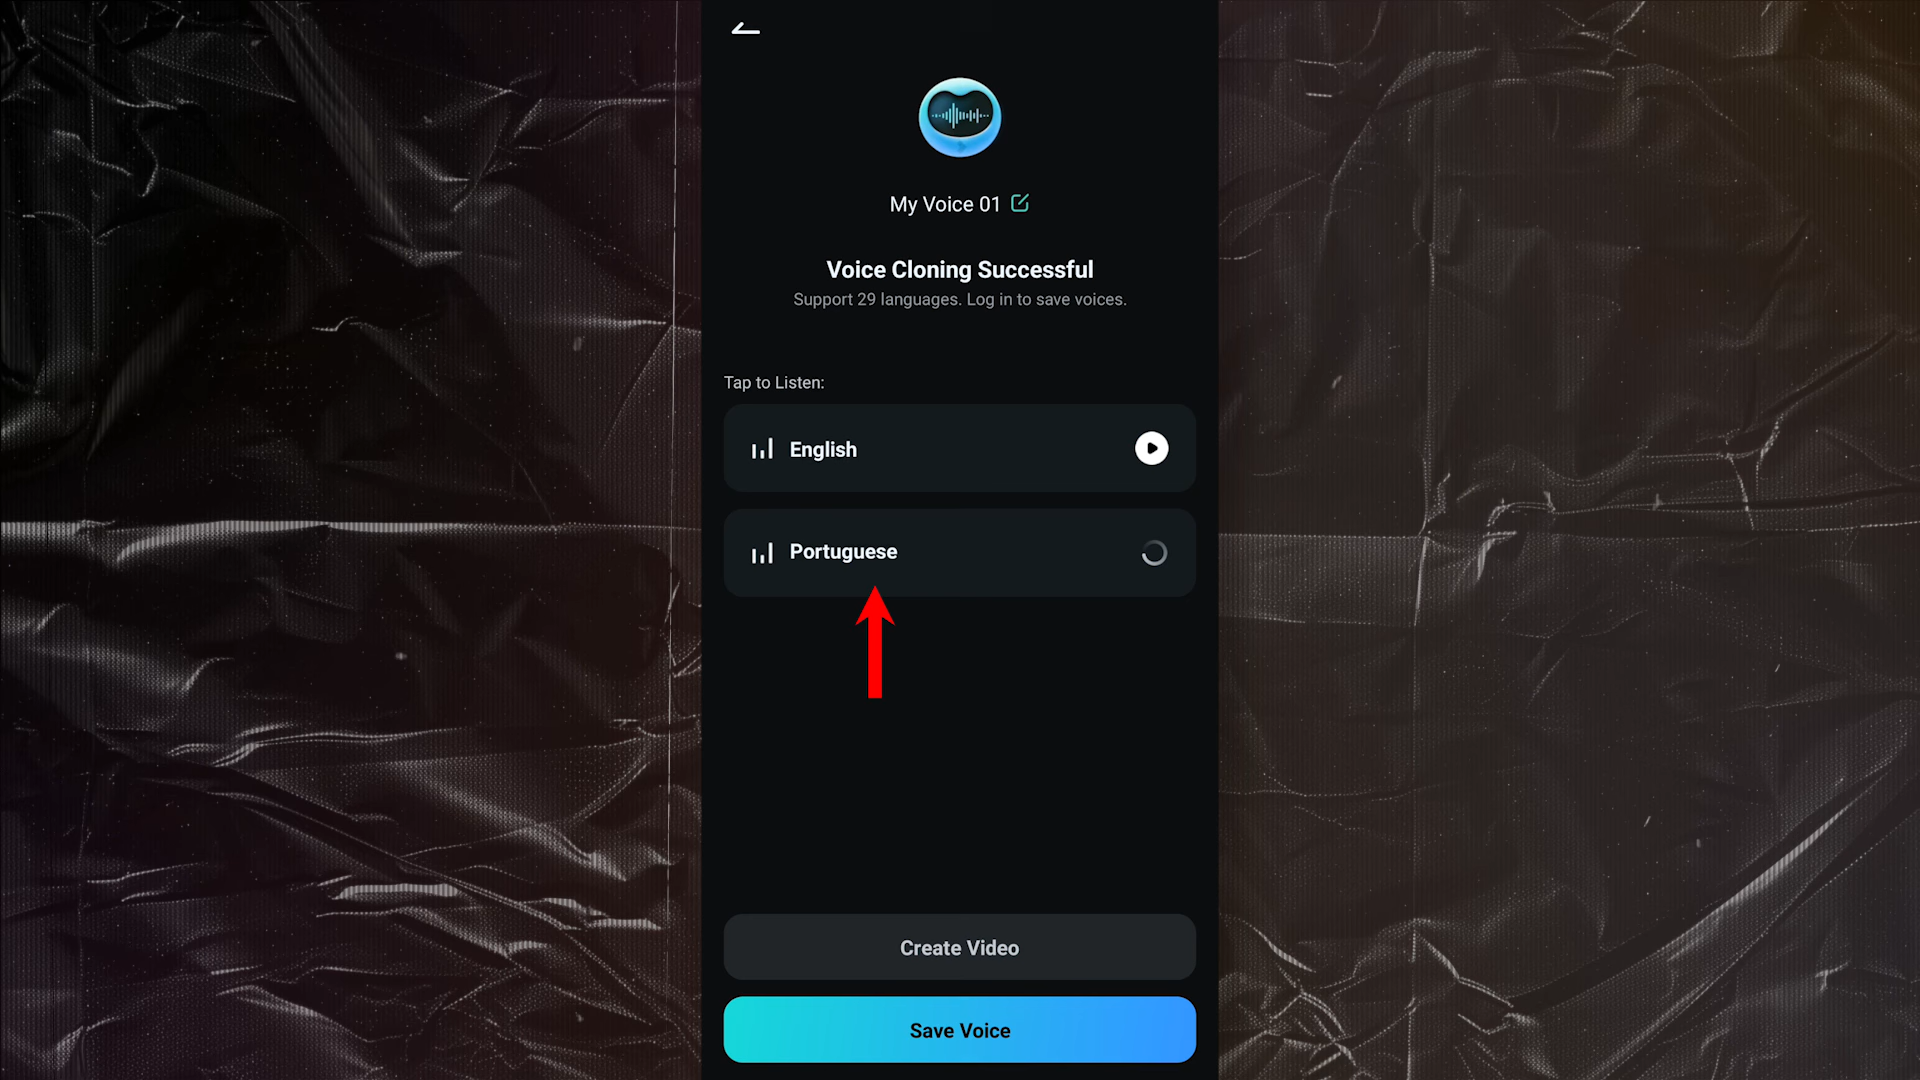 My Voice 01
Voice Cloning Successful
Support 29 languages. Log in to save voices.
Tap to Listen:
English
Portuguese
Create Video
Save Voice